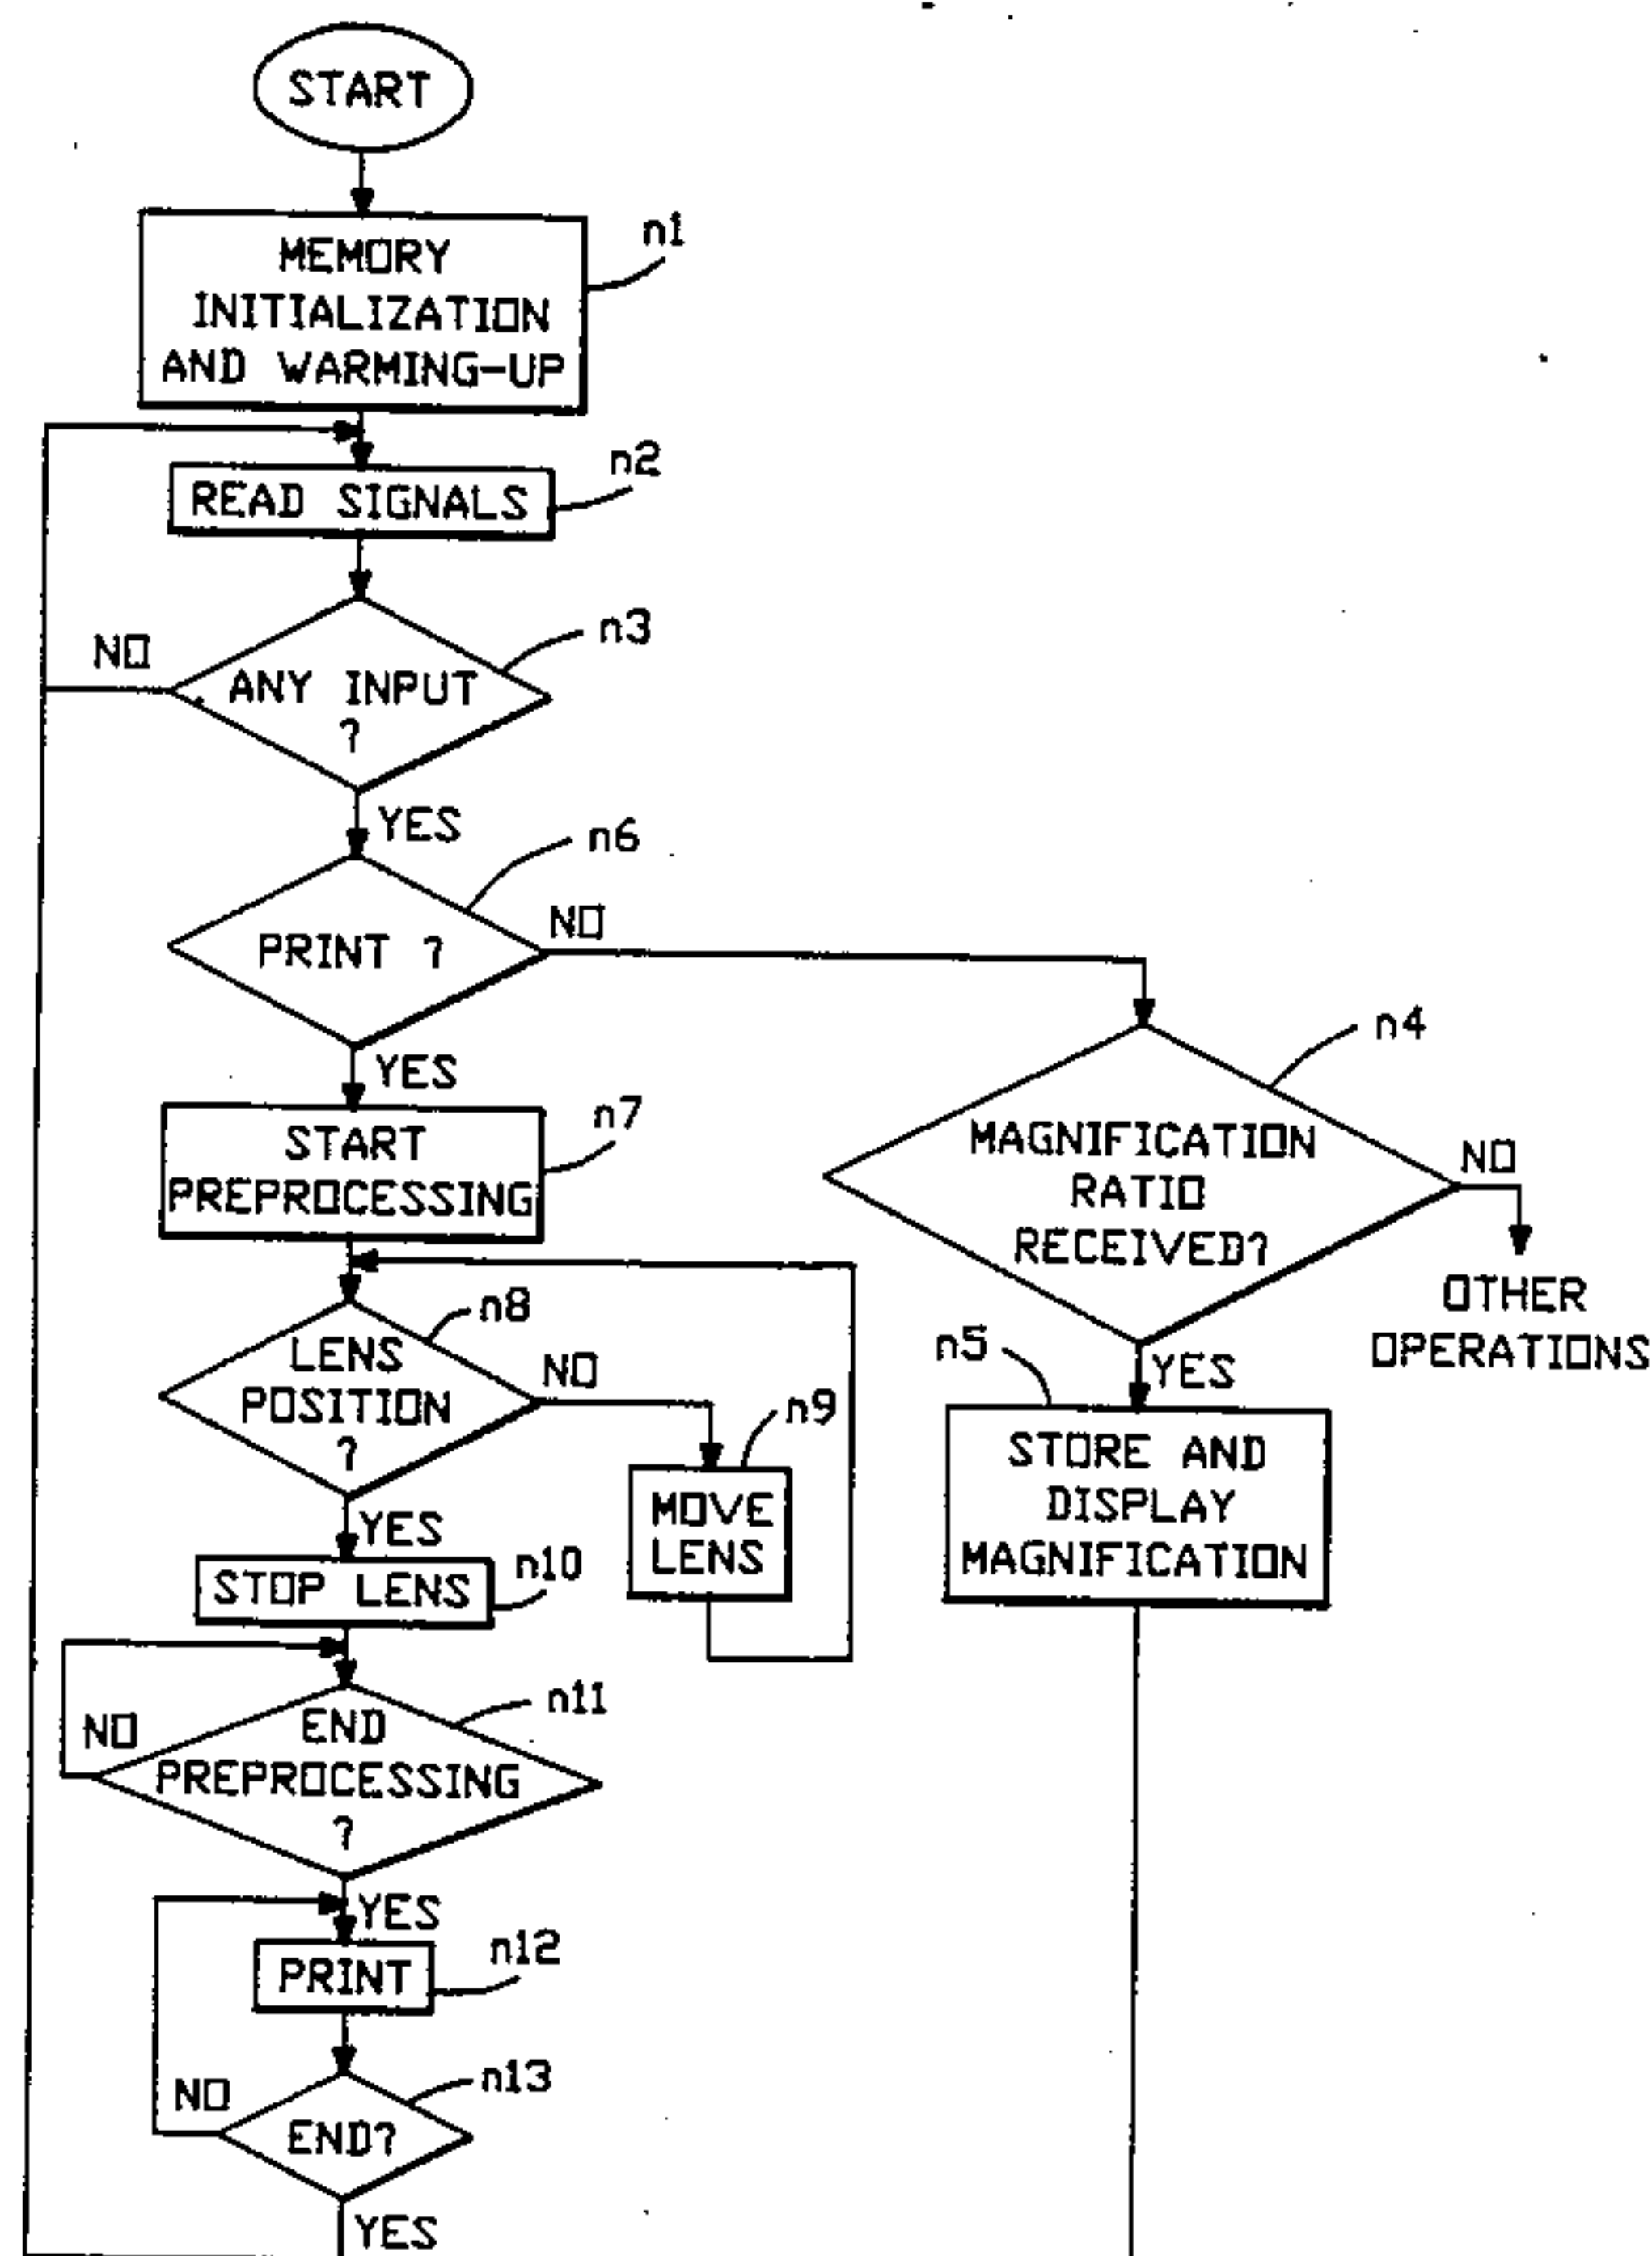 START
n1
MEMORY
INITIALIZATION
AND WARMING-UP
n2
READ SIGNALS
n3
NO
ANY INPUT
?
YES
n6
PRINT ?
NO
YES
n4
n7
START
PREPROCESSING
MAGNIFICATION
RATIO
RECEIVED?
NO
OTHER
OPERATIONS
n8
LENS
POSITION
?
NO
n5
YES
n9
MOVE
LENS
STORE AND
DISPLAY
MAGNIFICATION
YES
n10
STOP LENS
n11
NO
END
PREPROCESSING
?
YES
n12
PRINT
n13
NO
END?
YES